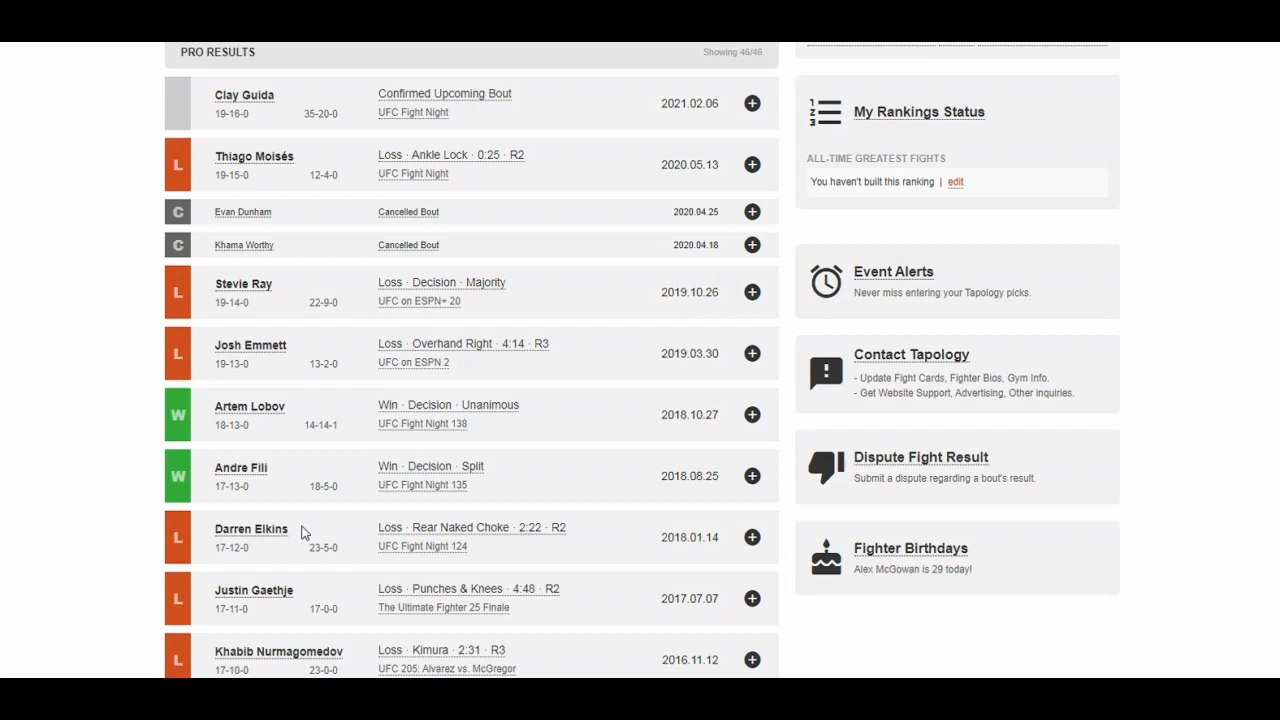 PRO RESULTS
Showing 46/46
Clay Guida
Confirmed Upcoming Bout
19-16-0
35-20-0
UFC Fight Night
2021.02.06
L
Thiago Moisés
Loss · Ankle Lock · 0:25 · R2
19-15-0
12-4-0
UFC Fight Night
2020.05.13
C
Evan Dunham
Cancelled Bout
2020.04.25
C
Khama Worthy
Cancelled Bout
2020.04.18
L
Stevie Ray
Loss · Decision · Majority
19-14-0
22-9-0
UFC on ESPN+ 20
2019.10.26
L
Josh Emmett
Loss · Overhand Right · 4:14 · R3
19-13-0
13-2-0
UFC on ESPN 2
2019.03.30
W
Artem Lobov
Win · Decision · Unanimous
18-13-0
14-14-1
UFC Fight Night 138
2018.10.27
W
Andre Fili
Win · Decision · Split
17-13-0
18-5-0
UFC Fight Night 135
2018.08.25
L
Darren Elkins
Loss · Rear Naked Choke · 2:22 · R2
17-12-0
23-5-0
UFC Fight Night 124
2018.01.14
L
Justin Gaethje
Loss · Punches & Knees · 4:48 · R2
17-11-0
17-0-0
The Ultimate Fighter 25 Finale
2017.07.07
L
Khabib Nurmagomedov
Loss · Kimura · 2:31 · R3
17-10-0
23-0-0
UFC 205: Alvarez vs. McGregor
2016.11.12
1
2
3
My Rankings Status
ALL-TIME GREATEST FIGHTS
You haven't built this ranking | edit
Event Alerts
Never miss entering your Tapology picks.
Contact Tapology
- Update Fight Cards, Fighter Bios, Gym Info.
- Get Website Support, Advertising, Other inquiries.
Dispute Fight Result
Submit a dispute regarding a bout's result.
Fighter Birthdays
Alex McGowan is 29 today!